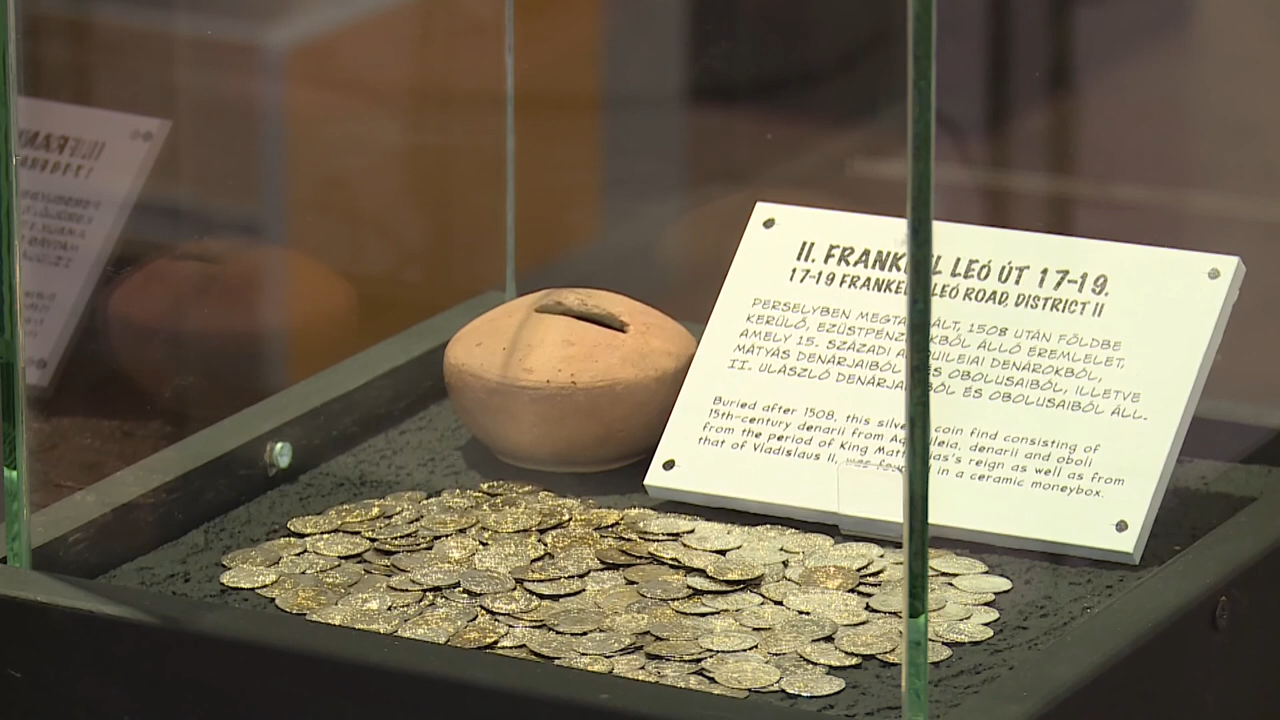 II. FRANKEL LEÓ ÚT 17-19.
17-19 FRANKEL LEÓ ROAD, DISTRICT II
PERSELYBEN MEGTALÁLT, 1508 UTÁN FÖLDBE
KERÜLŐ, EZÜSTPÉNZEKBŐL ÁLLÓ ÉREMLELET,
AMELY 15. SZÁZADI AQUILEIAI DENÁROKBÓL,
MÁTYÁS DENÁRJAIBÓL ÉS OBOLUSAIBÓL, ILLETVE
II. ULÁSZLÓ DENÁRJAIBÓL ÉS OBOLUSAIBÓL ÁLL.
Buried after 1508, this silver coin find consisting of
15th-century denarii from Aquileia, denarii and oboli
from the period of King Matthias's reign as well as from
that of Vladislaus II, was found in a ceramic moneybox.